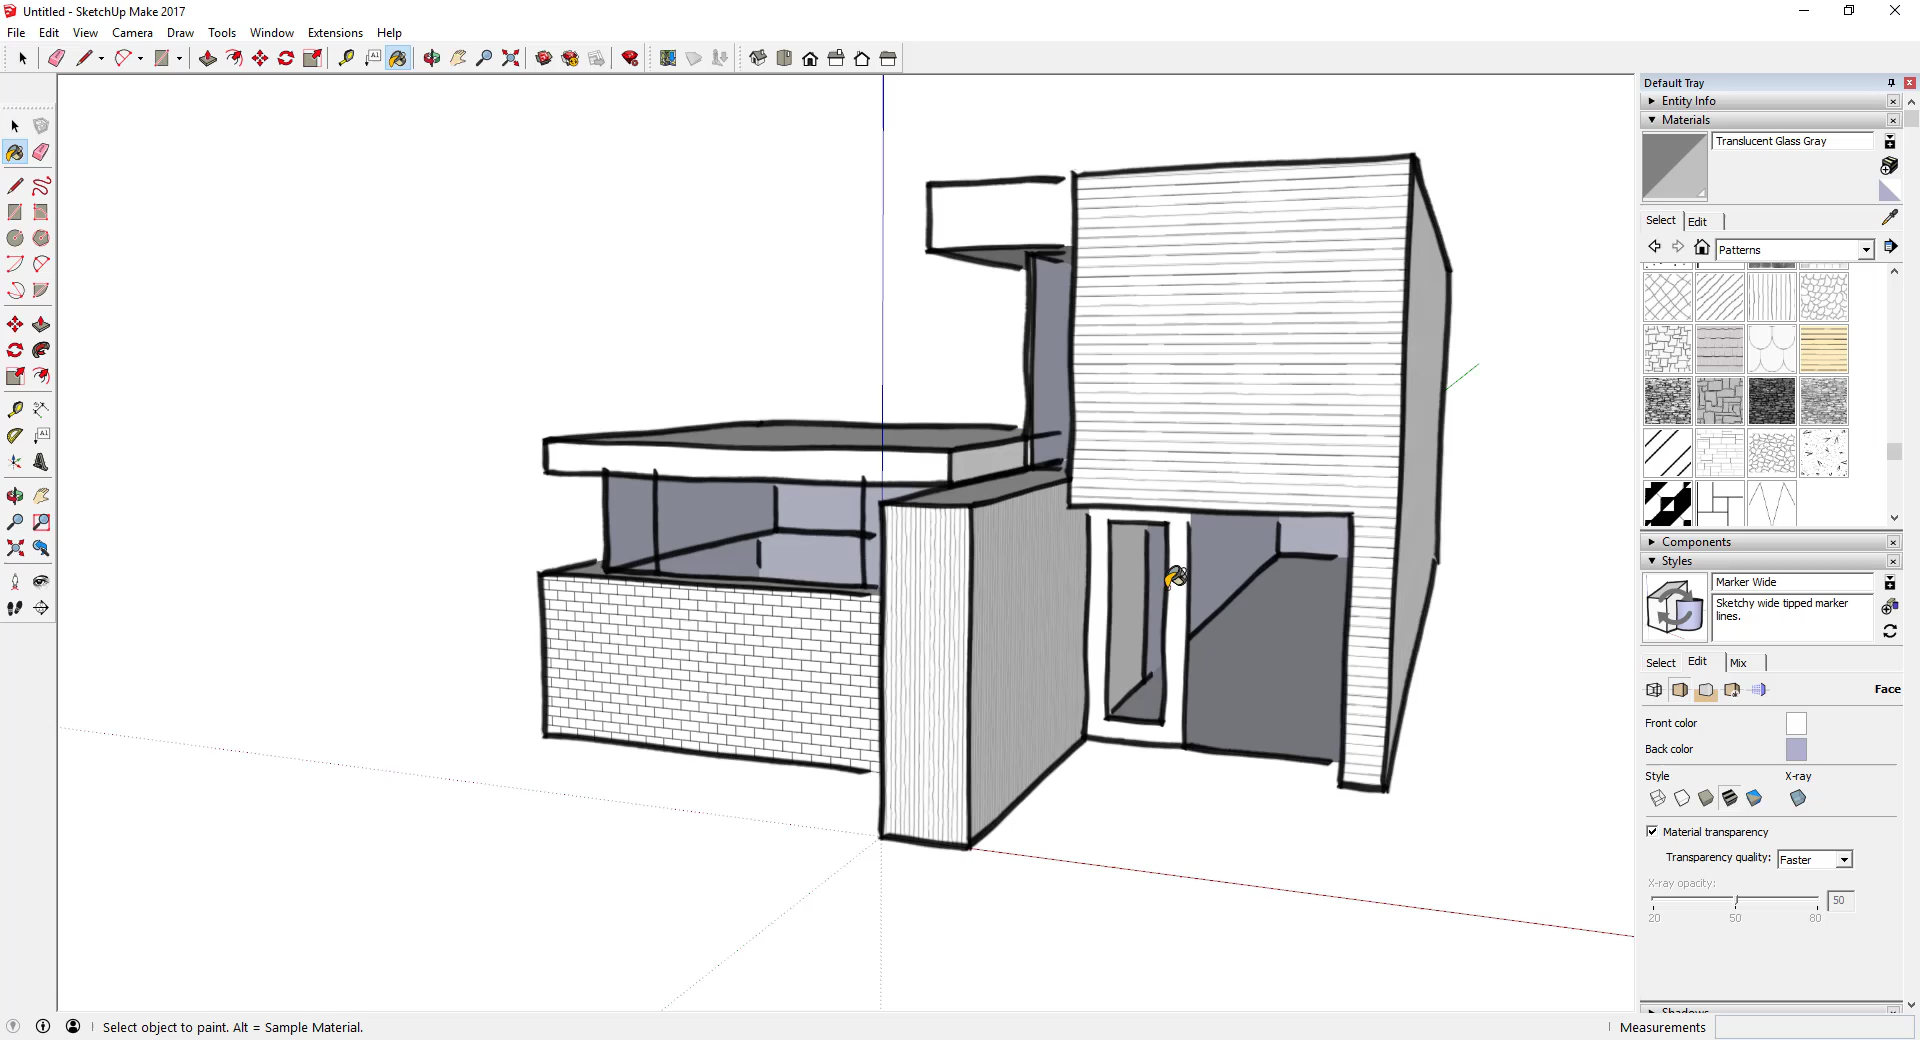 Untitled - SketchUp Make 2017
File Edit View Camera Draw Tools Window Extensions Help
A1
Default Tray
Entity Info
Materials
Translucent Glass Gray
Select Edit
Patterns
A1
Components
Styles
Marker Wide
Sketchy wide tipped marker
lines.
Select Edit Mix
Face
Front color
Back color
Style X-ray
Material transparency
Transparency quality: Faster
X-ray opacity:
50
20 50 80
Shadows
Select object to paint. Alt = Sample Material.
Measurements